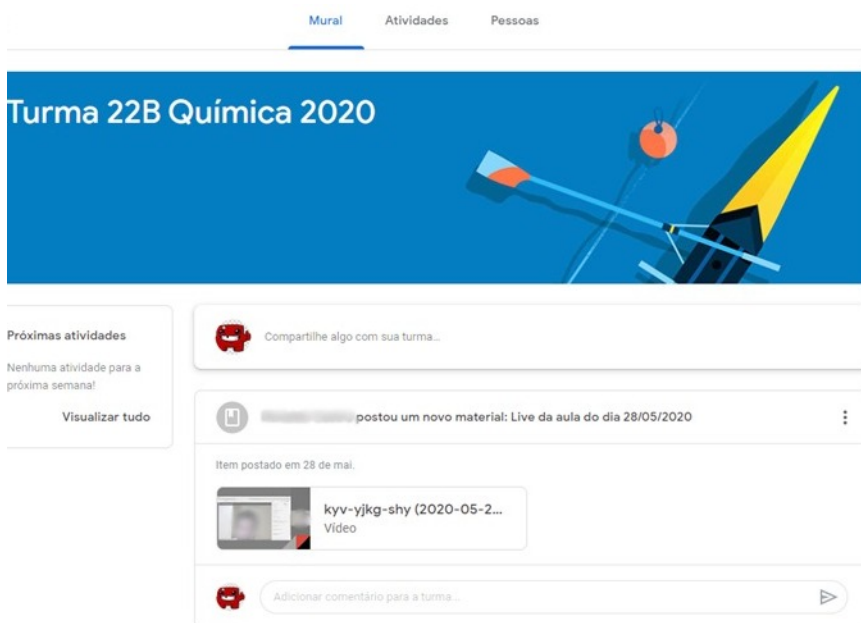 Mural Atividades Pessoas
Turma 22B Química 2020
Próximas atividades
Nenhuma atividade para a
próxima semana!
Visualizar tudo
Compartilhe algo com sua turma...
postou um novo material: Live da aula do dia 28/05/2020
Item postado em 28 de mai.
kyv-yjkg-shy (2020-05-2...
Vídeo
Adicionar comentário para a turma...